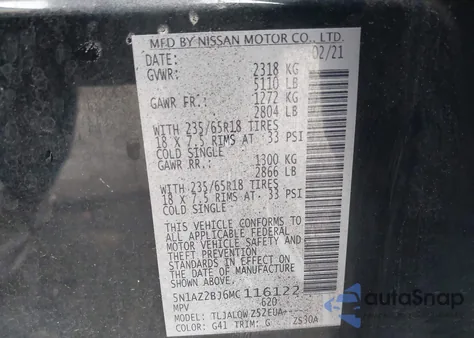 MFD BY NISSAN MOTOR CO., LTD.
DATE: 02/21
GVWR: 2318 KG
5110 LB
GAWR FR: 1272 KG
2804 LB
WITH 235/65R18 TIRES
18 X 7.5 RIMS AT 33 PSI
COLD SINGLE
GAWR RR: 1300 KG
2866 LB
WITH 235/65R18 TIRES
18 X 7.5 RIMS AT 33 PSI
COLD SINGLE
THIS VEHICLE CONFORMS TO
ALL APPLICABLE FEDERAL
MOTOR VEHICLE SAFETY AND
THEFT PREVENTION
STANDARDS IN EFFECT ON
THE DATE OF MANUFACTURE
SHOWN ABOVE.
5N1AZ2BJ6MC116122
MPV 620
MODEL: TL3ALQWZ52EUA--
COLOR: G41 TRIM: G ZS30A
autoSnap